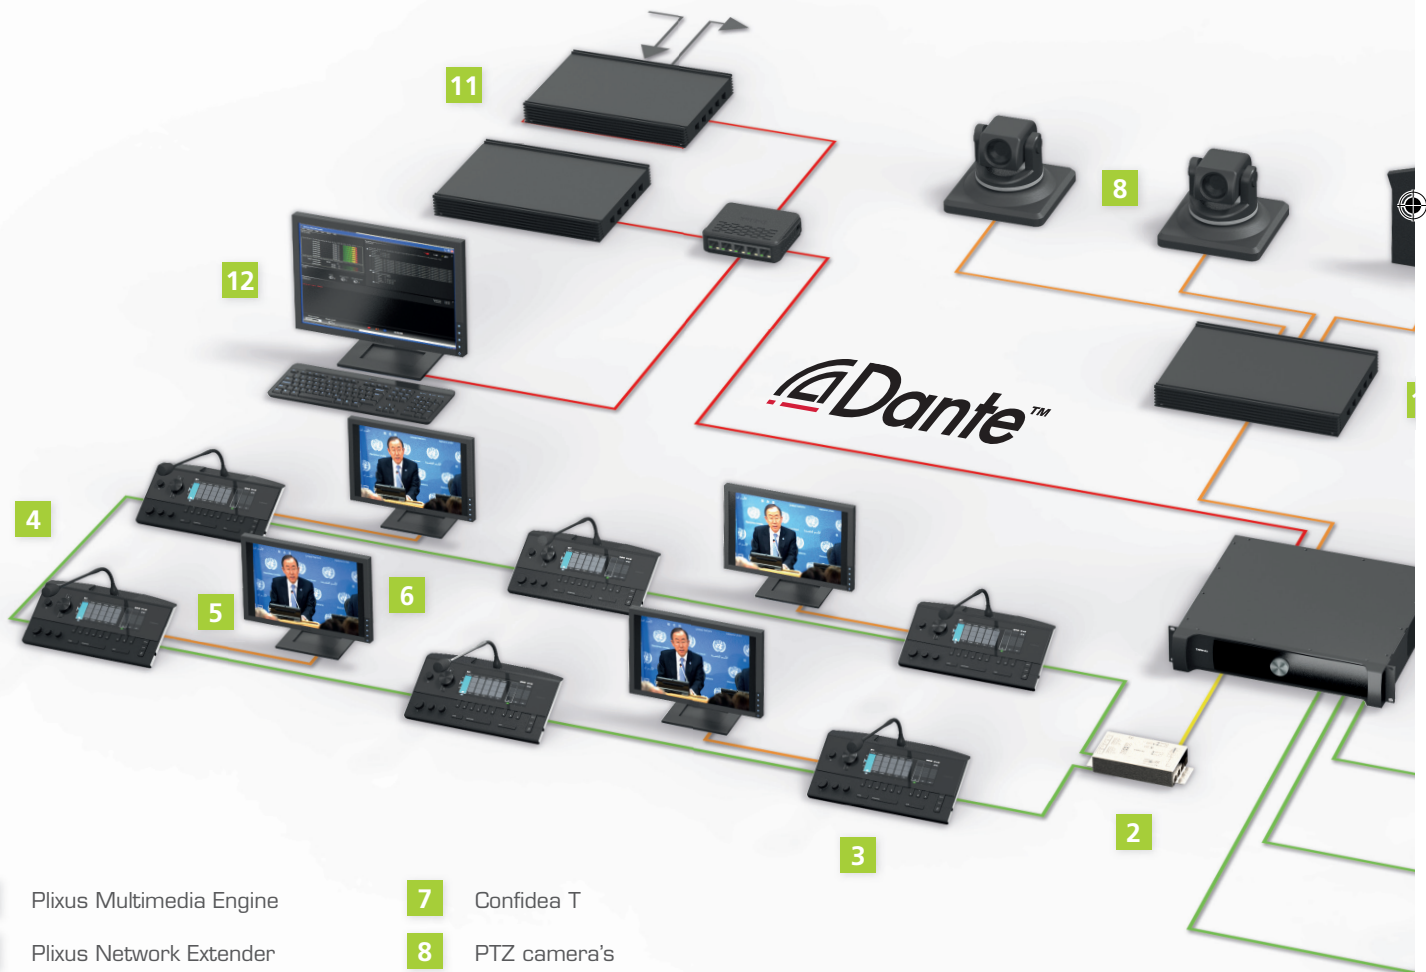 11
8
12
Dante™
4
5
6
2
3
Plixus Multimedia Engine
7
Confidea T
Plixus Network Extender
8
PTZ camera's